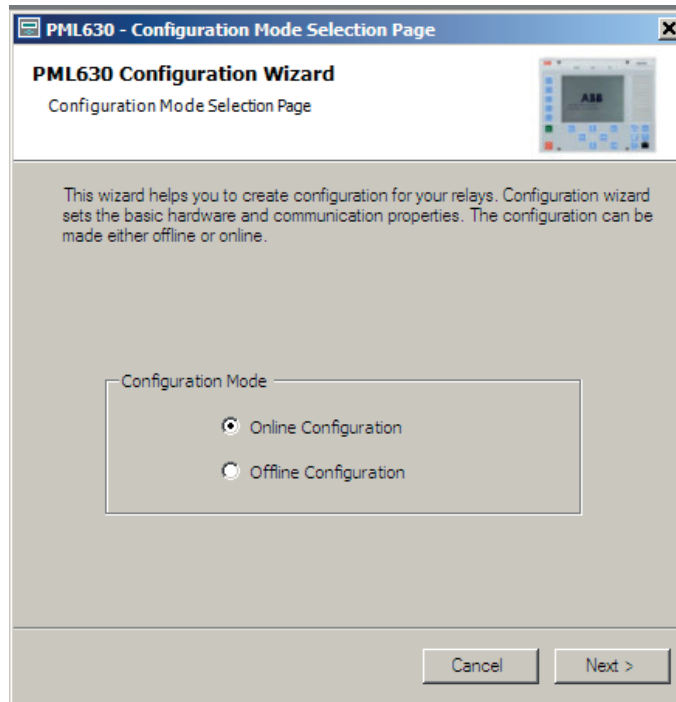 PML630 - Configuration Mode Selection Page
PML630 Configuration Wizard
Configuration Mode Selection Page
ABB
This wizard helps you to create configuration for your relays. Configuration wizard
sets the basic hardware and communication properties. The configuration can be
made either offline or online.
Configuration Mode
Online Configuration
Offline Configuration
Cancel
Next >